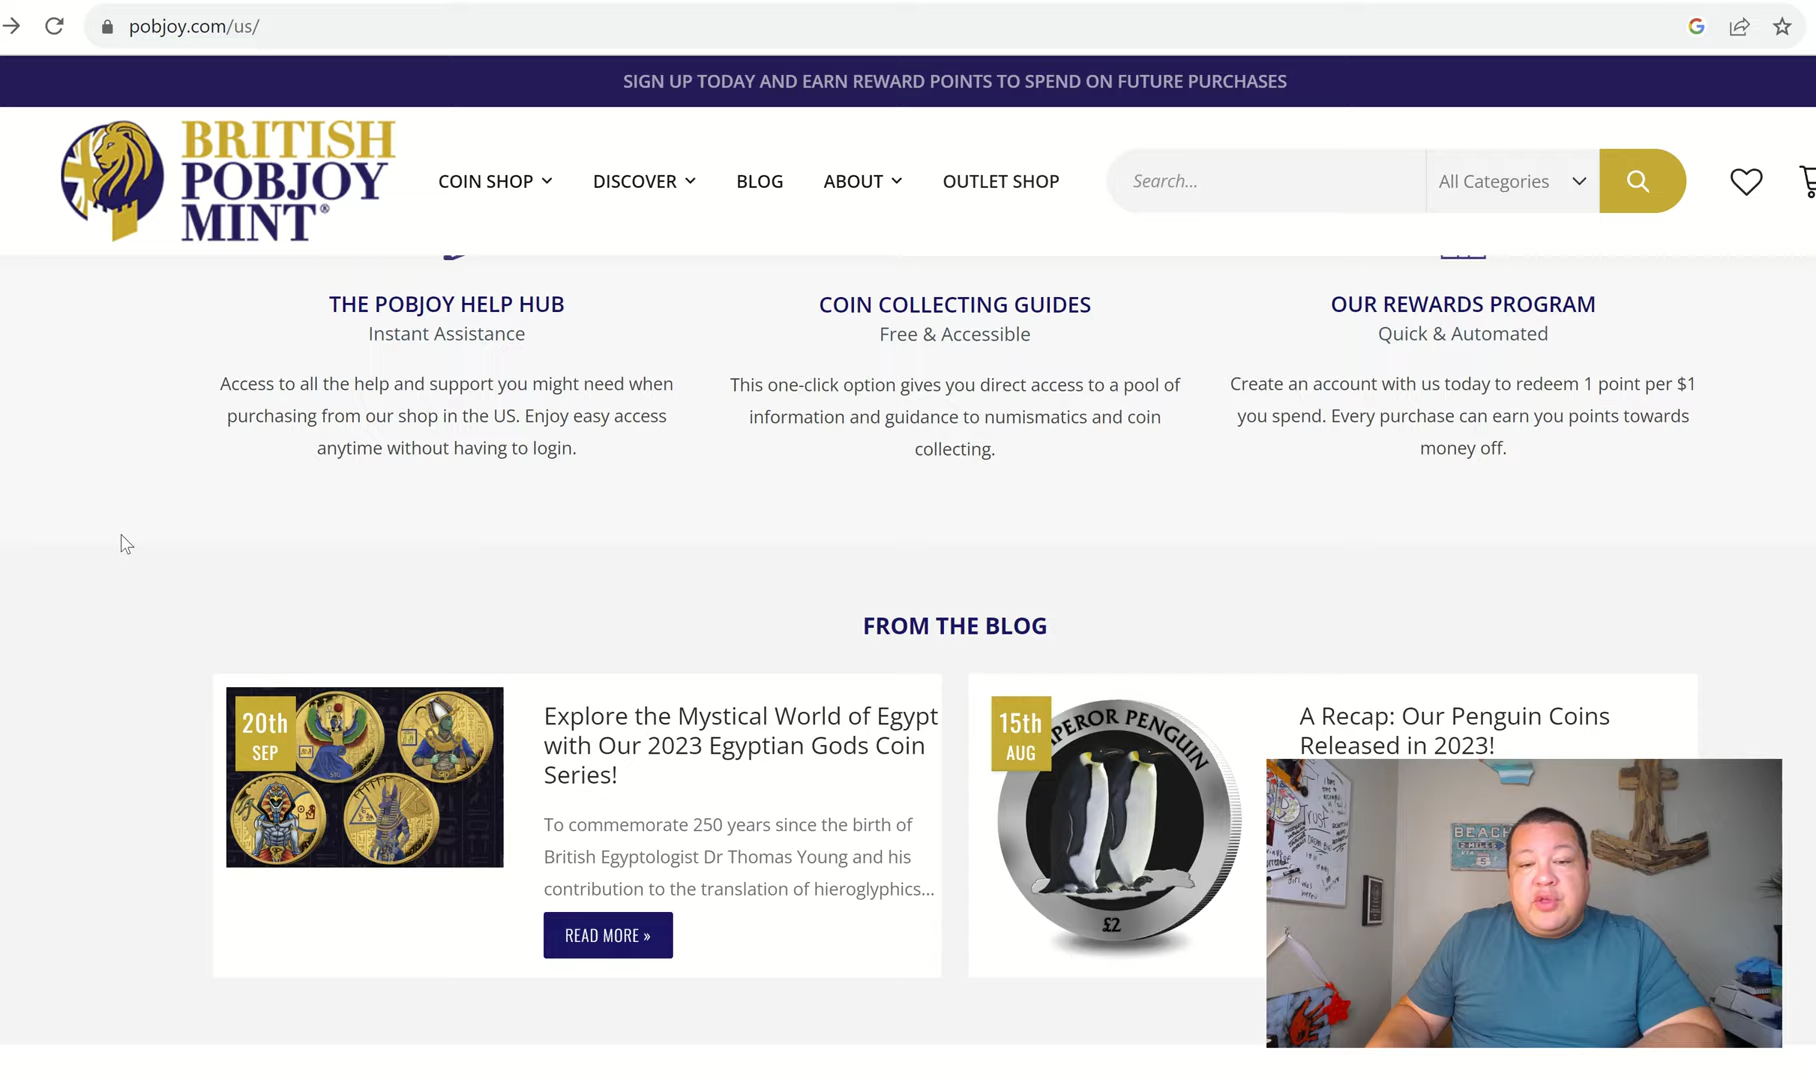 pobjoy.com/us/
SIGN UP TODAY AND EARN REWARD POINTS TO SPEND ON FUTURE PURCHASES
BRITISH
POBJOY
MINT®
COIN SHOP
DISCOVER
BLOG
ABOUT
OUTLET SHOP
Search...
All Categories
THE POBJOY HELP HUB
Instant Assistance
Access to all the help and support you might need when
purchasing from our shop in the US. Enjoy easy access
anytime without having to login.
COIN COLLECTING GUIDES
Free & Accessible
This one-click option gives you direct access to a pool of
information and guidance to numismatics and coin
collecting.
OUR REWARDS PROGRAM
Quick & Automated
Create an account with us today to redeem 1 point per $1
you spend. Every purchase can earn you points towards
money off.
FROM THE BLOG
20th
SEP
Explore the Mystical World of Egypt
with Our 2023 Egyptian Gods Coin
Series!
To commemorate 250 years since the birth of
British Egyptologist Dr Thomas Young and his
contribution to the translation of hieroglyphics...
READ MORE »
15th
AUG
PEROR PENGUIN
£2
A Recap: Our Penguin Coins
Released in 2023!
Trust
BEACH
2 MILES